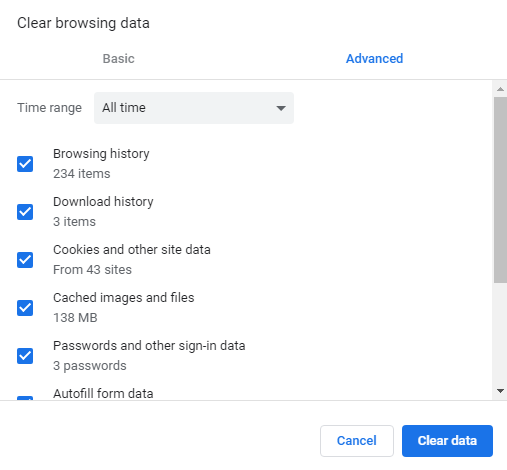 Clear browsing data
Basic
Advanced
Time range
All time
Browsing history
234 items
Download history
3 items
Cookies and other site data
From 43 sites
Cached images and files
138 MB
Passwords and other sign-in data
3 passwords
Autofill form data
Cancel
Clear data